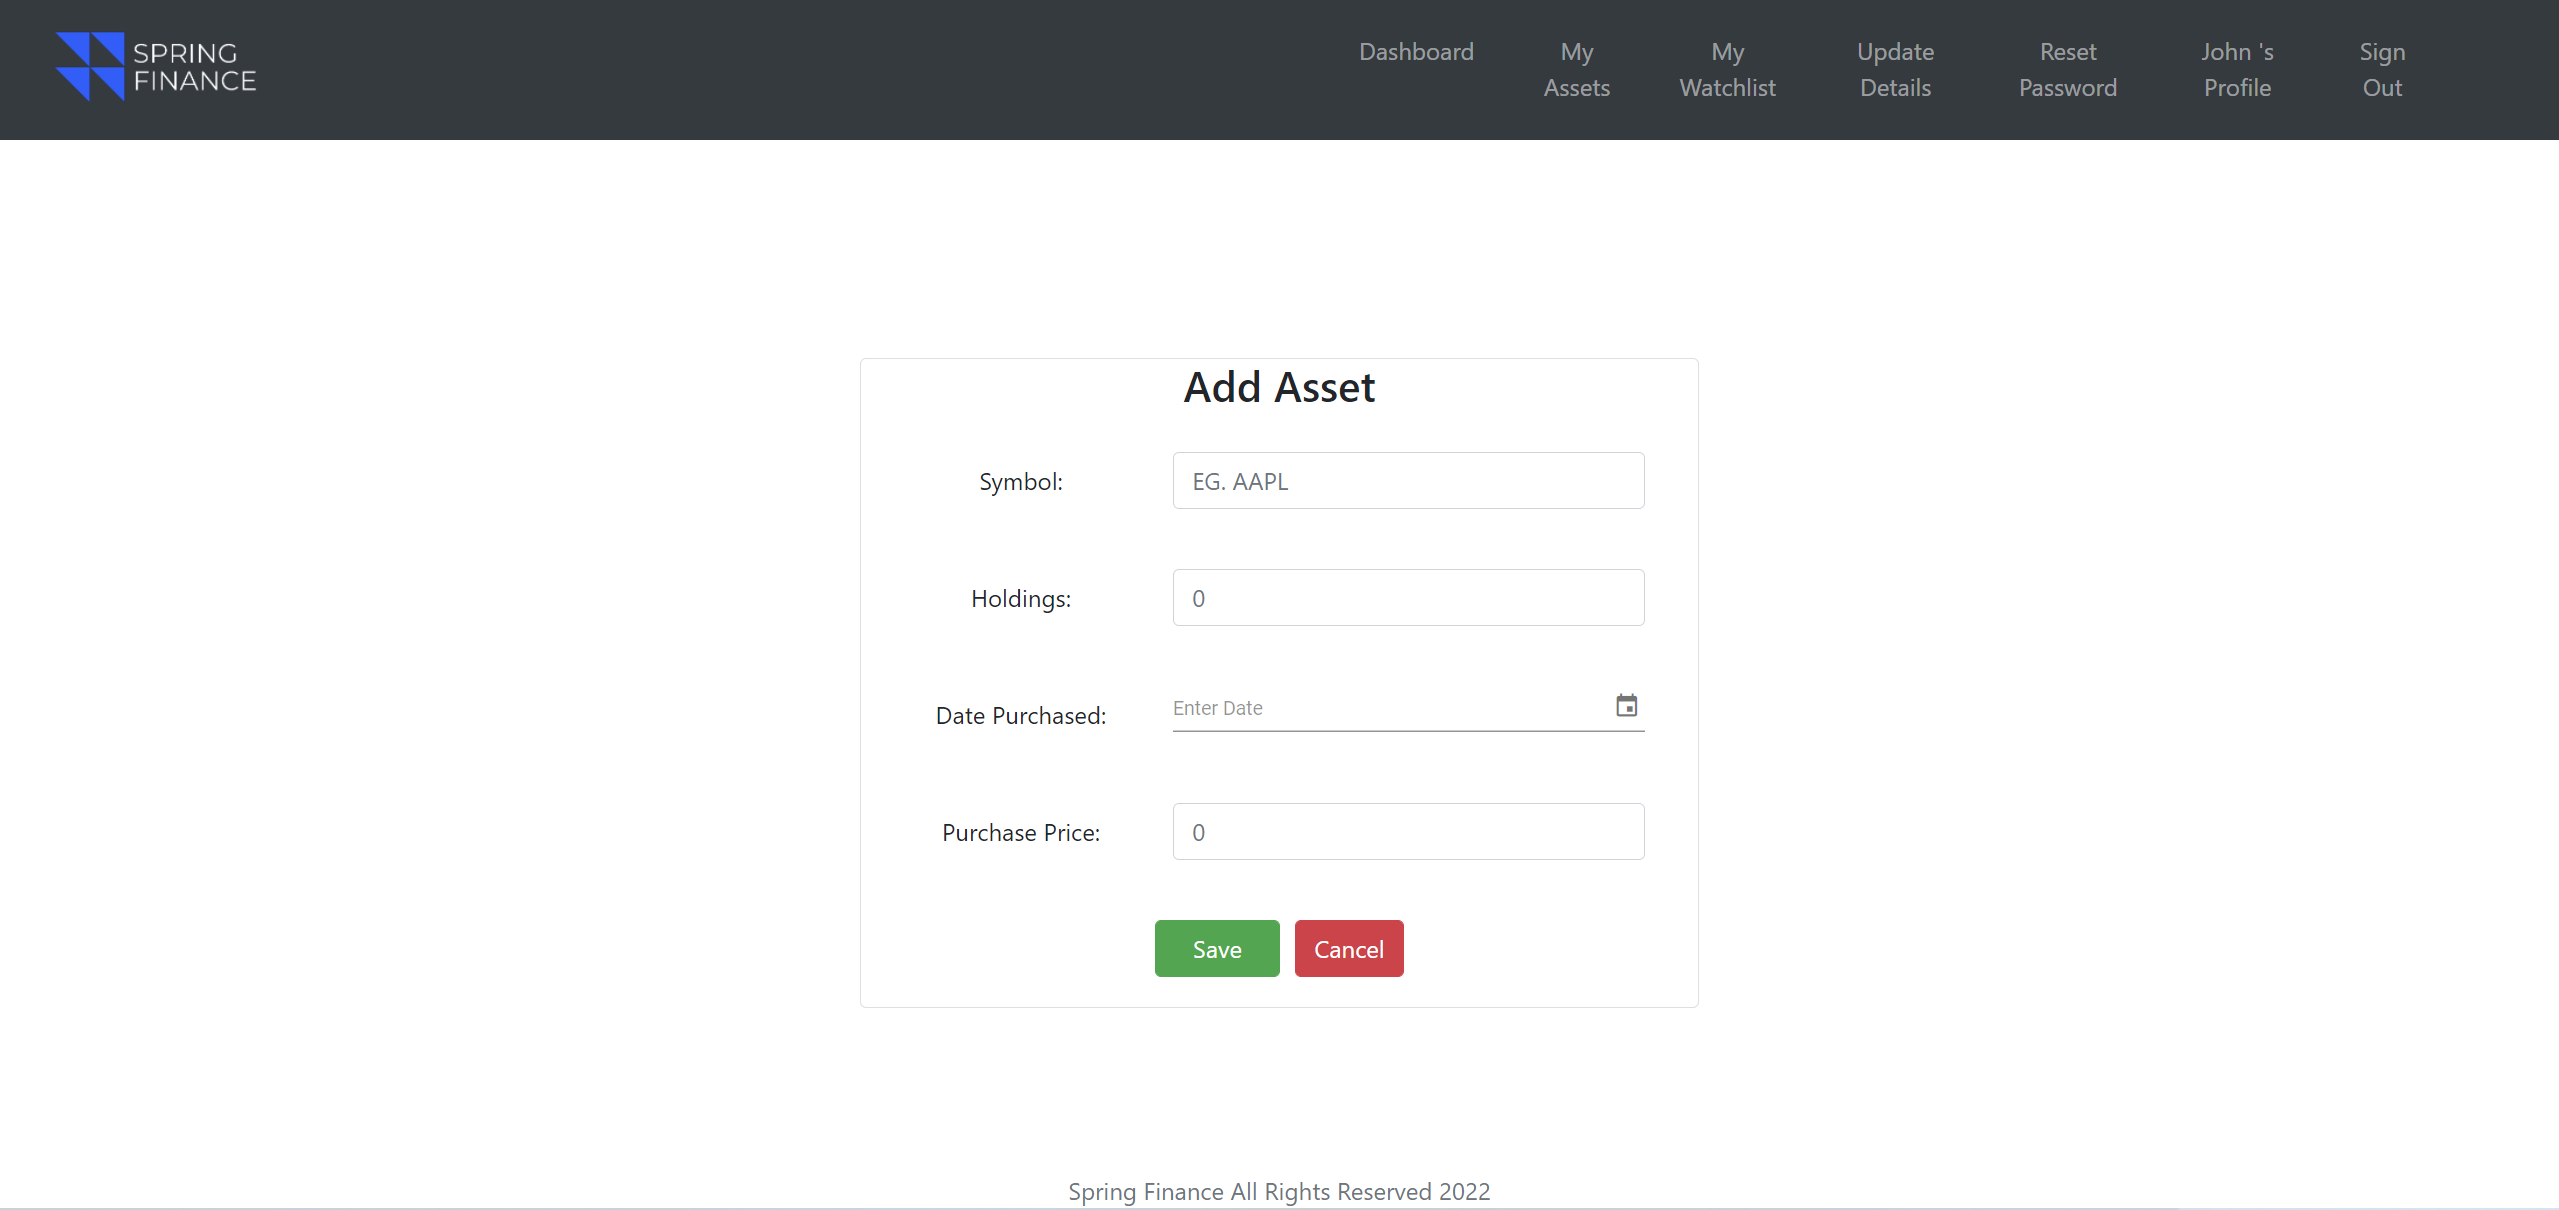 SPRING
FINANCE
Dashboard
My
Assets
My
Watchlist
Update
Details
Reset
Password
John 's
Profile
Sign
Out
Add Asset
Symbol:
EG. AAPL
Holdings:
0
Date Purchased:
Enter Date
Purchase Price:
0
Save
Cancel
Spring Finance All Rights Reserved 2022